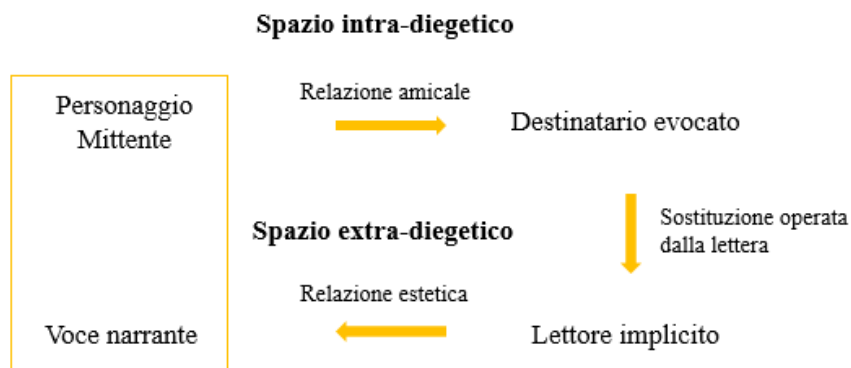 Spazio intra-diegetico
Personaggio
Mittente
Relazione amicale
Destinatario evocato
Sostituzione operata
dalla lettera
Spazio extra-diegetico
Relazione estetica
Voce narrante
Lettore implicito